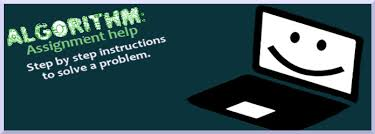 ALGORITHM:
Assignment help
Step by step instructions
to solve a problem.